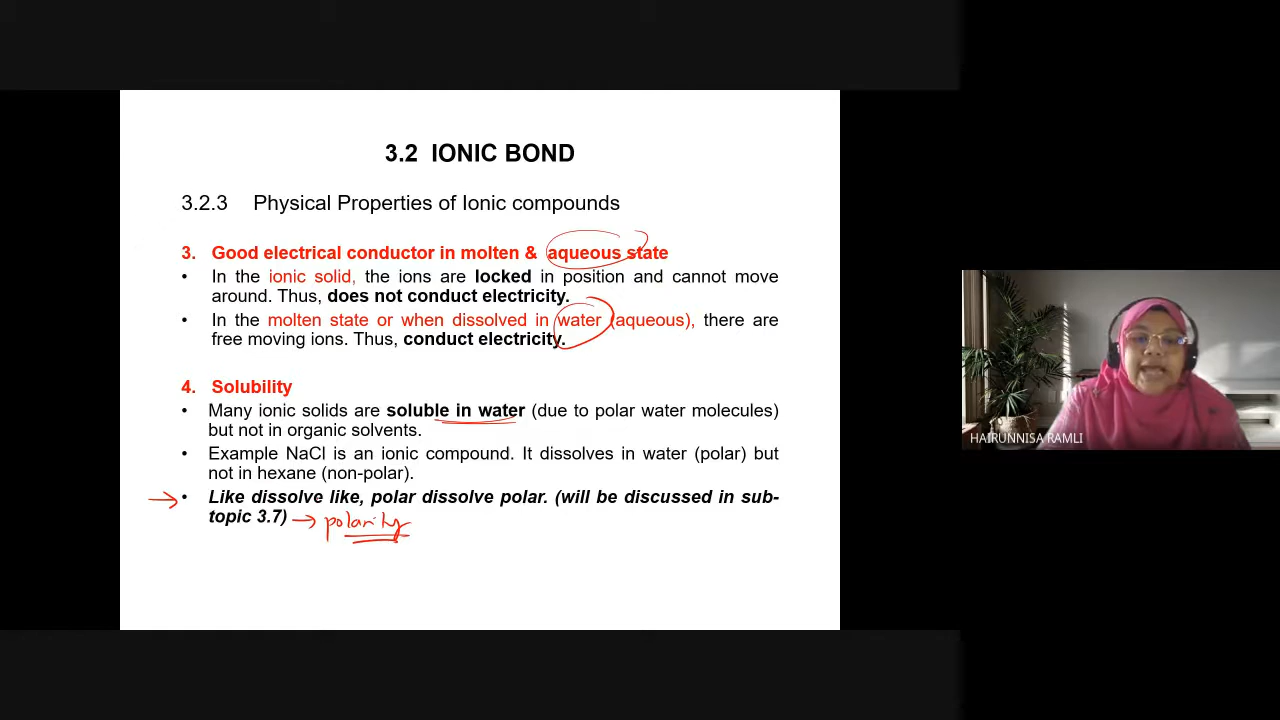 3.2 IONIC BOND
3.2.3 Physical Properties of Ionic compounds
3. Good electrical conductor in molten & aqueous state
• In the ionic solid, the ions are locked in position and cannot move
around. Thus, does not conduct electricity.
• In the molten state or when dissolved in water (aqueous), there are
free moving ions. Thus, conduct electricity.
4. Solubility
• Many ionic solids are soluble in water (due to polar water molecules)
but not in organic solvents.
• Example NaCl is an ionic compound. It dissolves in water (polar) but
not in hexane (non-polar).
→ • Like dissolve like, polar dissolve polar. (will be discussed in sub-
topic 3.7) → polarity
HAIRUNNISA RAMLI